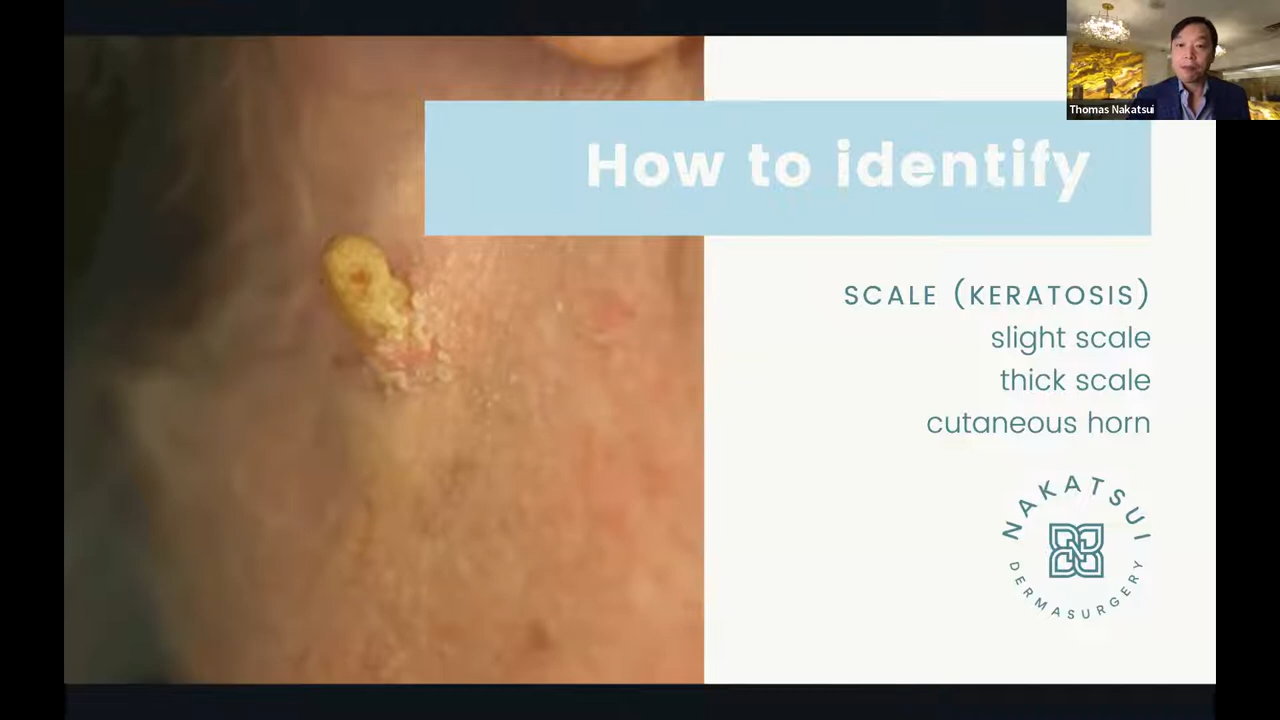 Thomas Nakatsui
How to identify
SCALE (KERATOSIS)
slight scale
thick scale
cutaneous horn
NAKATSUI
DERMASURGERY